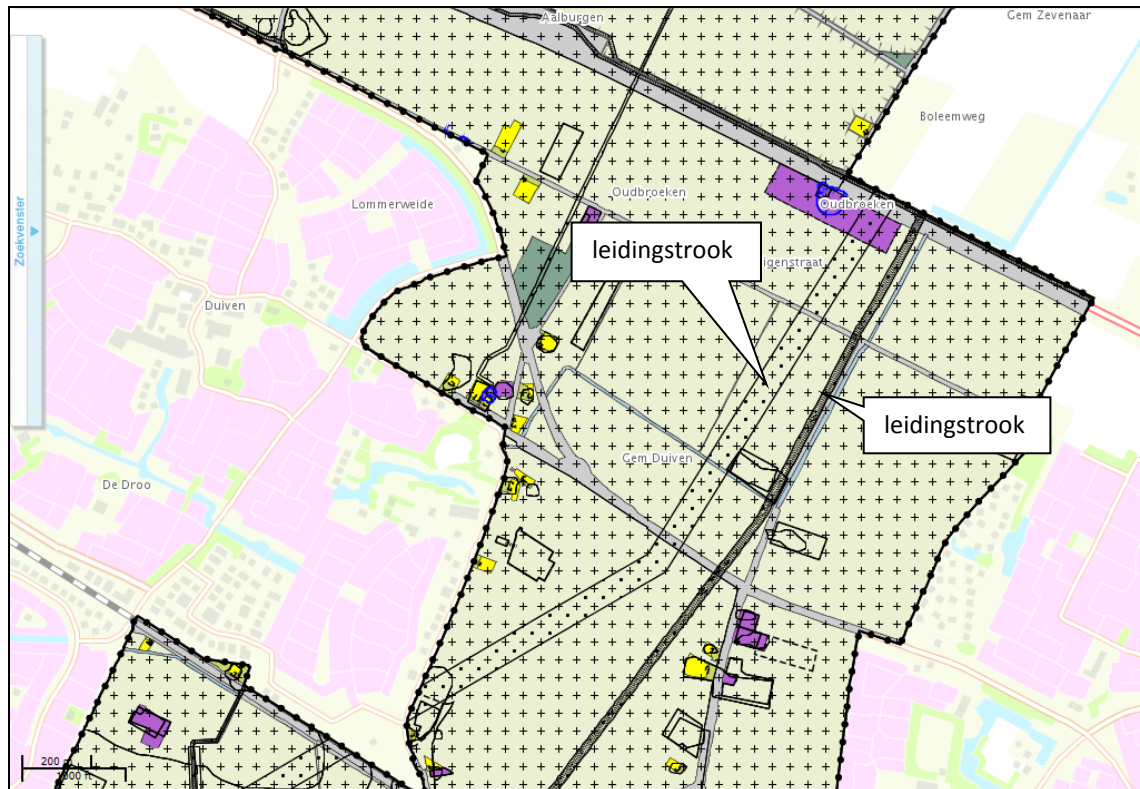 Aalburgen
Gem Zevenaar
Boleemweg
Oudbroeken
Lommerweide
Oudbroeken
leidingstrook
igenstraat
Zoekvenster
Duiven
leidingstrook
Gem Duiven
De Droo
200
1000 ft